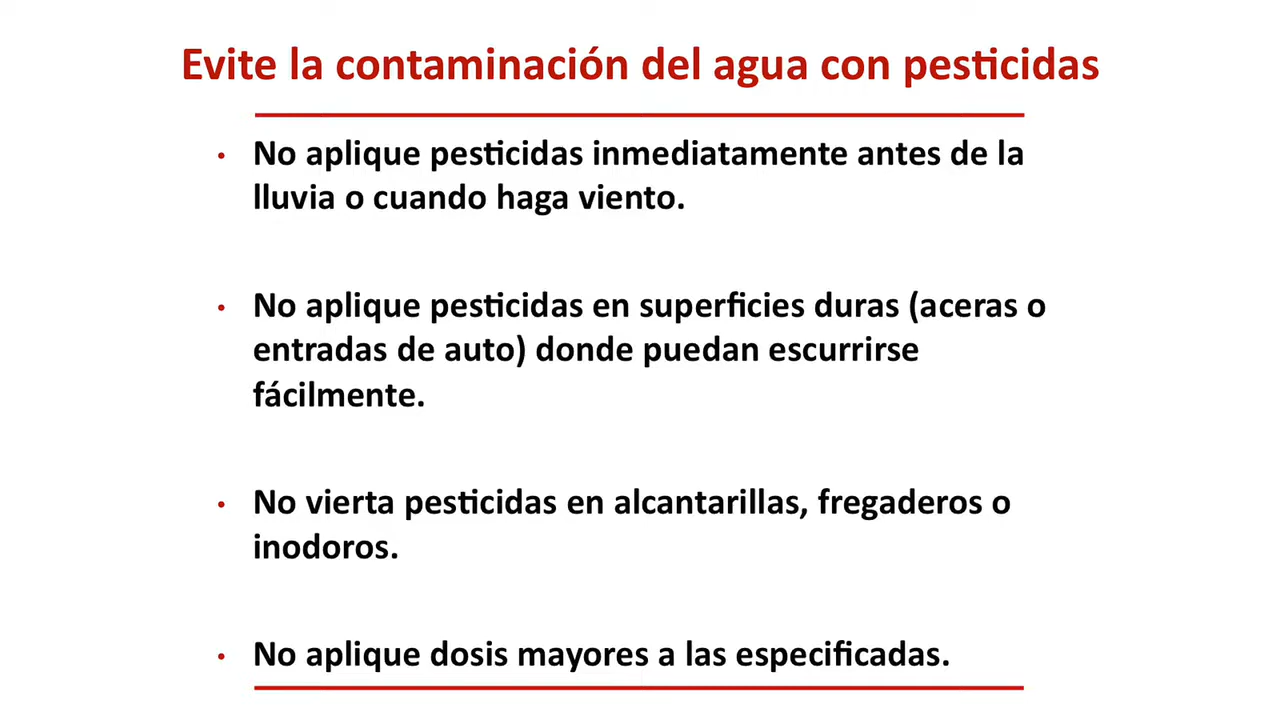 Evite la contaminación del agua con pesticidas
• No aplique pesticidas inmediatamente antes de la
lluvia o cuando haga viento.
• No aplique pesticidas en superficies duras (aceras o
entradas de auto) donde puedan escurrirse
fácilmente.
• No vierta pesticidas en alcantarillas, fregaderos o
inodoros.
• No aplique dosis mayores a las especificadas.